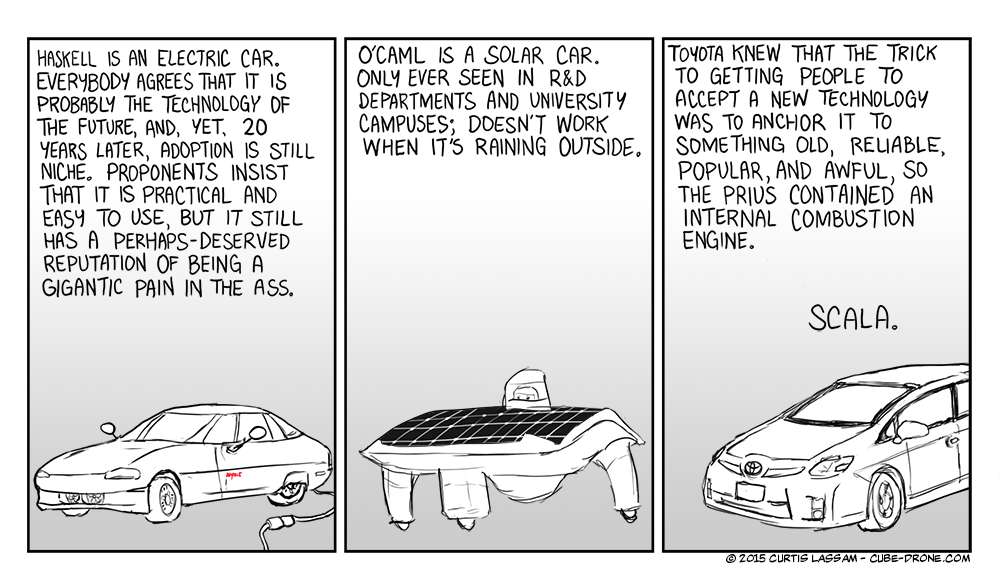 HASKELL IS AN ELECTRIC CAR.
EVERYBODY AGREES THAT IT IS
PROBABLY THE TECHNOLOGY OF
THE FUTURE, AND, YET, 20
YEARS LATER, ADOPTION IS STILL
NICHE. PROPONENTS INSIST
THAT IT IS PRACTICAL AND
EASY TO USE, BUT IT STILL
HAS A PERHAPS-DESERVED
REPUTATION OF BEING A
GIGANTIC PAIN IN THE ASS.
O'CAML IS A SOLAR CAR.
ONLY EVER SEEN IN R&D
DEPARTMENTS AND UNIVERSITY
CAMPUSES; DOESN'T WORK
WHEN IT'S RAINING OUTSIDE.
TOYOTA KNEW THAT THE TRICK
TO GETTING PEOPLE TO
ACCEPT A NEW TECHNOLOGY
WAS TO ANCHOR IT TO
SOMETHING OLD, RELIABLE,
POPULAR, AND AWFUL, SO
THE PRIUS CONTAINED AN
INTERNAL COMBUSTION
ENGINE.
SCALA.
© 2015 CURTIS LASSAM - CUBE-DRONE.COM